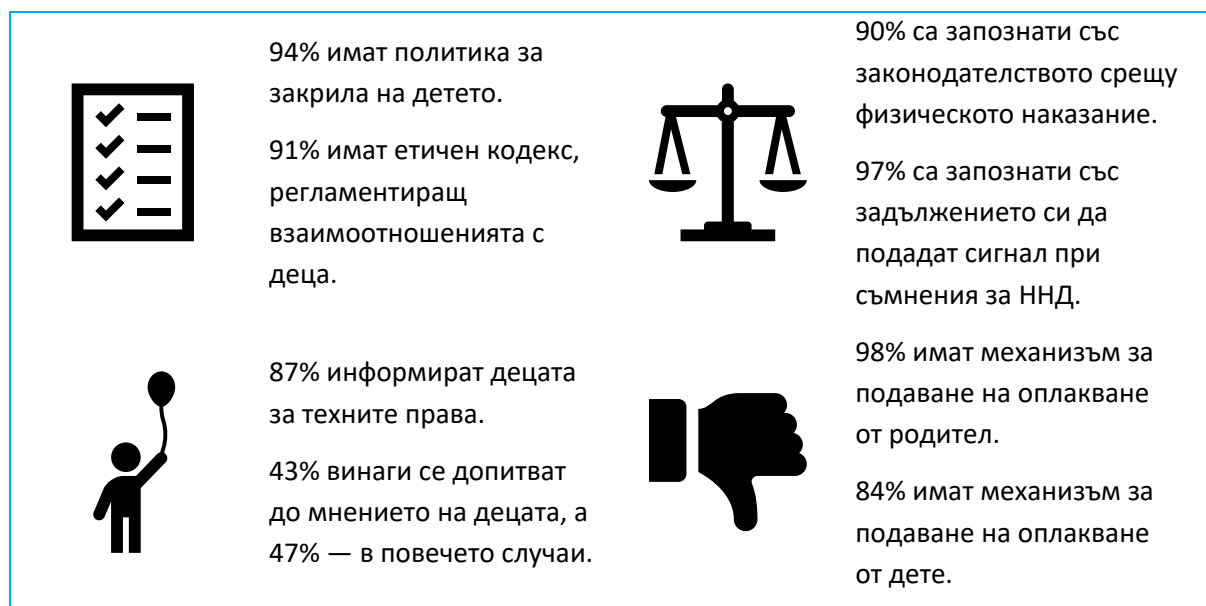 94% имат политика за
закрила на детето.
91% имат етичен кодекс,
регламентиращ
взаимоотношенията с
деца.
90% са запознати със
законодателството срещу
физическото наказание.
97% са запознати със
задължението си да
подадат сигнал при
съмнения за ННД.
87% информират децата
за техните права.
43% винаги се допитват
до мнението на децата, а
47% — в повечето случаи.
98% имат механизъм за
подаване на оплакване
от родител.
84% имат механизъм за
подаване на оплакване
от дете.